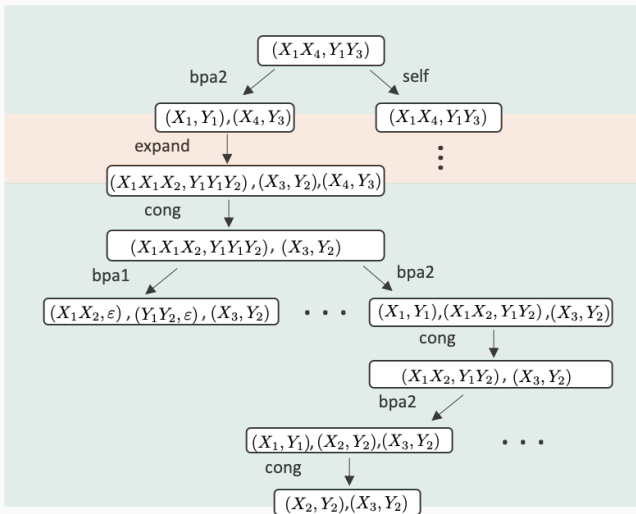 (X₁X₄, Y₁Y₃)
bpa2 self
(X₁, Y₁) ,(X₄, Y₃) (X₁X₄, Y₁Y₃)
expand
(X₁X₁X₂, Y₁Y₁Y₂) , (X₃, Y₂),(X₄, Y₃)
cong
(X₁X₁X₂, Y₁Y₁Y₂) , (X₃, Y₂)
bpa1 bpa2
(X₁X₂, ε) , (Y₁Y₂, ε) , (X₃, Y₂) · · · (X₁, Y₁),(X₁X₂, Y₁Y₂) ,(X₃, Y₂)
cong
(X₁X₂, Y₁Y₂) , (X₃, Y₂)
bpa2
(X₁, Y₁),(X₂, Y₂),(X₃, Y₂) · · ·
cong
(X₂, Y₂),(X₃, Y₂)